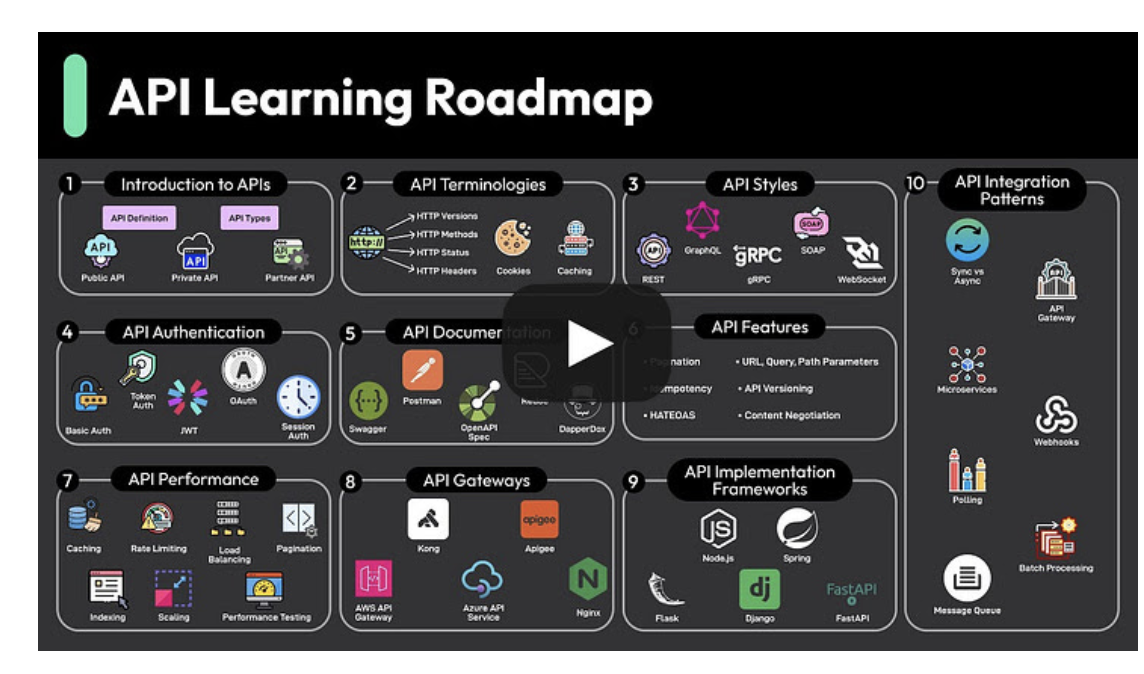 API Learning Roadmap
1
Introduction to APIs
API Definition
API Types
API
API
API
Public API
Private API
Partner API
2
API Terminologies
http://
HTTP Versions
HTTP Methods
HTTP Status
HTTP Headers
Cookies
Caching
3
API Styles
API
REST
GraphQL
gRPC
gRPC
SOAP
SOAP
WebSocket
4
API Authentication
Basic Auth
Token
Auth
JWT
OAUTH
A
OAuth
Session
Auth
5
API Documentation
Swagger
Postman
OpenAPI
Spec
DapperDox
6
API Features
• Pagination
• Idempotency
• HATEOAS
• URL, Query, Path Parameters
• API Versioning
• Content Negotiation
7
API Performance
Caching
Rate Limiting
Load
Balancing
Pagination
Indexing
Scaling
Performance Testing
8
API Gateways
Kong
apigee
Apigee
AWS API
Gateway
Azure API
Service
N
Nginx
9
API Implementation
Frameworks
JS
Node.js
Spring
Flask
dj
Django
FastAPI
FastAPI
10
API Integration
Patterns
Sync vs
Async
API
API
Gateway
Microservices
Webhooks
Polling
Batch Processing
Message Queue